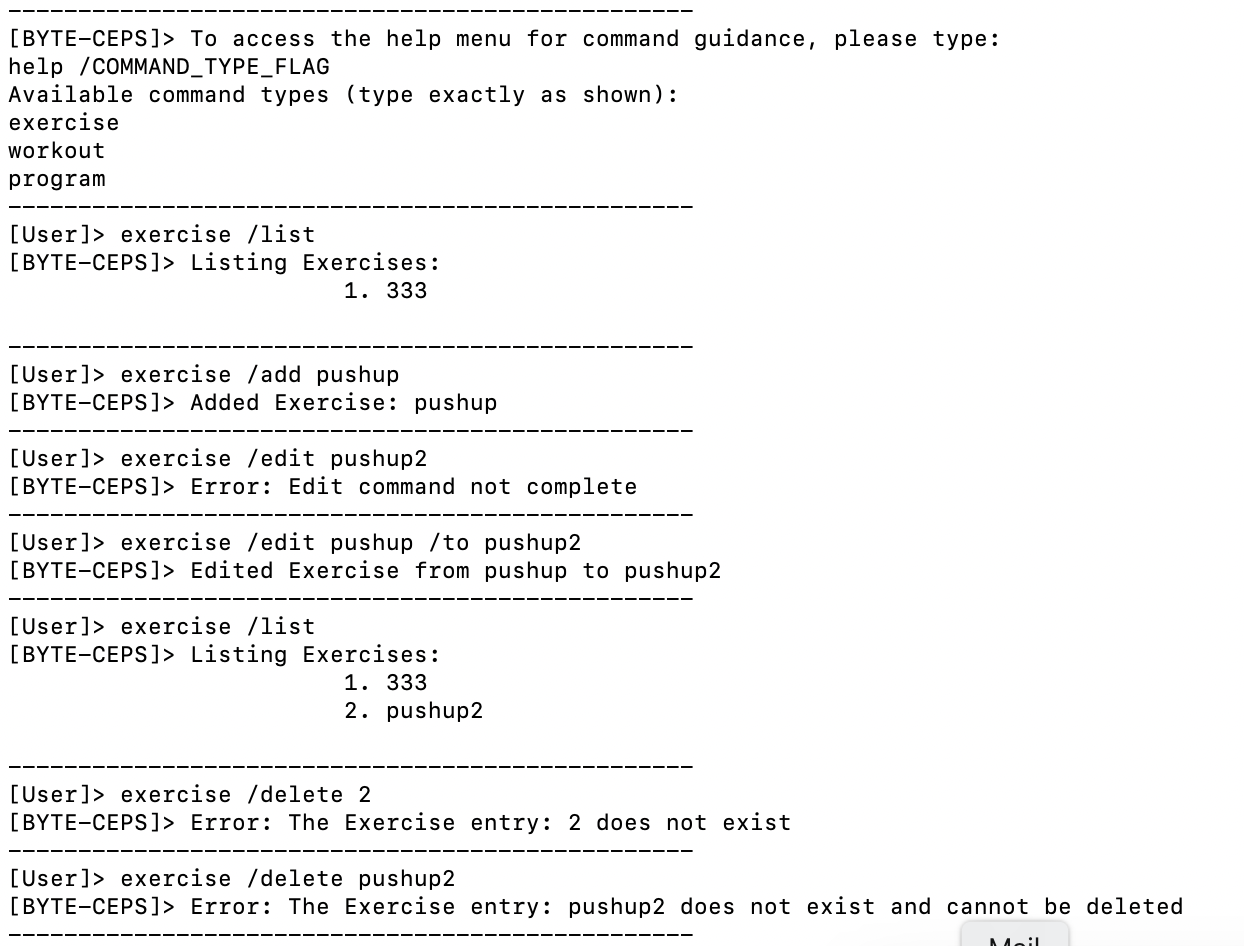 -------------------------------------------------
[BYTE-CEPS]> To access the help menu for command guidance, please type:
help /COMMAND_TYPE_FLAG
Available command types (type exactly as shown):
exercise
workout
program
-------------------------------------------------
[User]> exercise /list
[BYTE-CEPS]> Listing Exercises:
1. 333
-------------------------------------------------
[User]> exercise /add pushup
[BYTE-CEPS]> Added Exercise: pushup
-------------------------------------------------
[User]> exercise /edit pushup2
[BYTE-CEPS]> Error: Edit command not complete
-------------------------------------------------
[User]> exercise /edit pushup /to pushup2
[BYTE-CEPS]> Edited Exercise from pushup to pushup2
-------------------------------------------------
[User]> exercise /list
[BYTE-CEPS]> Listing Exercises:
1. 333
2. pushup2
-------------------------------------------------
[User]> exercise /delete 2
[BYTE-CEPS]> Error: The Exercise entry: 2 does not exist
-------------------------------------------------
[User]> exercise /delete pushup2
[BYTE-CEPS]> Error: The Exercise entry: pushup2 does not exist and cannot be deleted
-------------------------------------------------
Mail